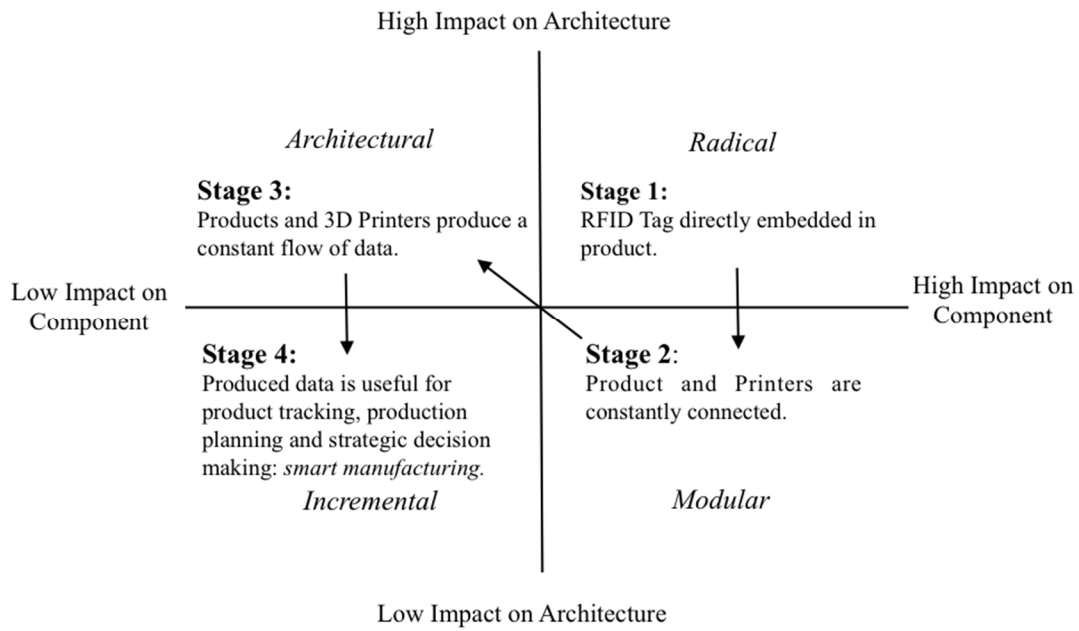 High Impact on Architecture
Architectural
Radical
Stage 3:
Products and 3D Printers produce a
constant flow of data.
Stage 1:
RFID Tag directly embedded in
product.
Low Impact on
Component
High Impact on
Component
Stage 4:
Produced data is useful for
product tracking, production
planning and strategic decision
making: smart manufacturing.
Incremental
Stage 2:
Product and Printers are
constantly connected.
Modular
Low Impact on Architecture